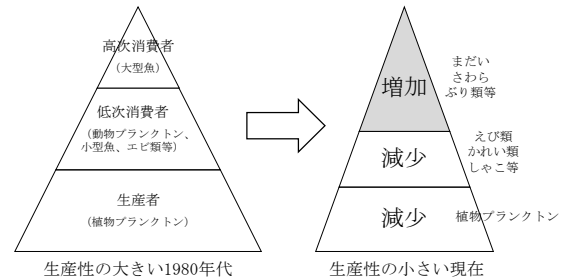 高次消費者
(大型魚)
低次消費者
(動物プランクトン、
小型魚、エビ類等)
生産者
(植物プランクトン)
生産性の大きい1980年代
増加
まだい
さわら
ぶり類等
減少
えび類
かれい類
しゃこ等
減少
植物プランクトン
生産性の小さい現在